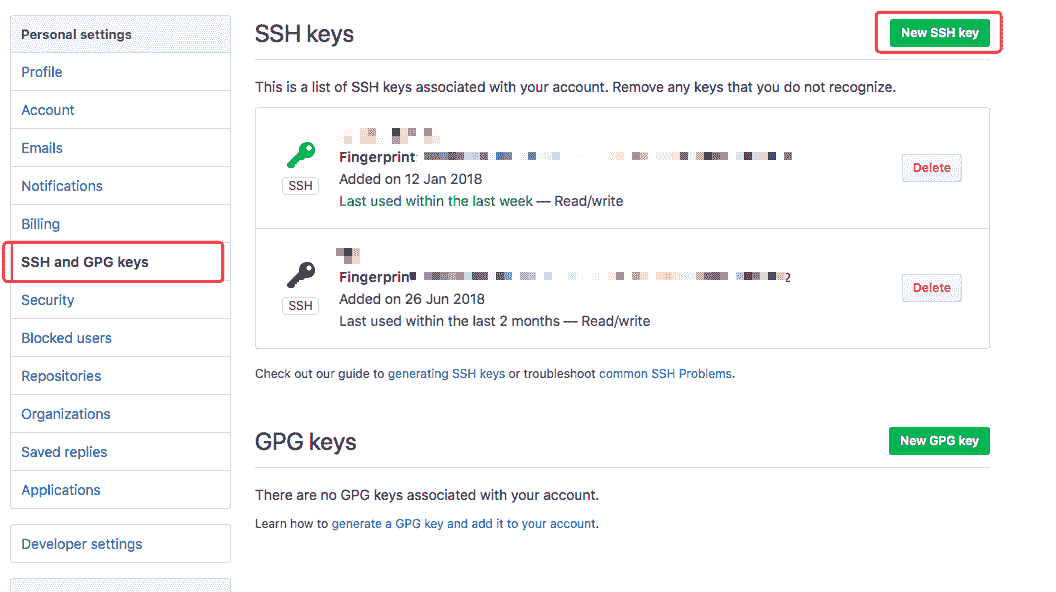 Personal settings
Profile
Account
Emails
Notifications
Billing
SSH and GPG keys
Security
Blocked users
Repositories
Organizations
Saved replies
Applications
Developer settings
SSH keys
New SSH key
This is a list of SSH keys associated with your account. Remove any keys that you do not recognize.
Fingerprint
SSH
Added on 12 Jan 2018
Last used within the last week — Read/write
Delete
Fingerprint
SSH
Added on 26 Jun 2018
Last used within the last 2 months — Read/write
Delete
Check out our guide to generating SSH keys or troubleshoot common SSH Problems.
GPG keys
New GPG key
There are no GPG keys associated with your account.
Learn how to generate a GPG key and add it to your account.